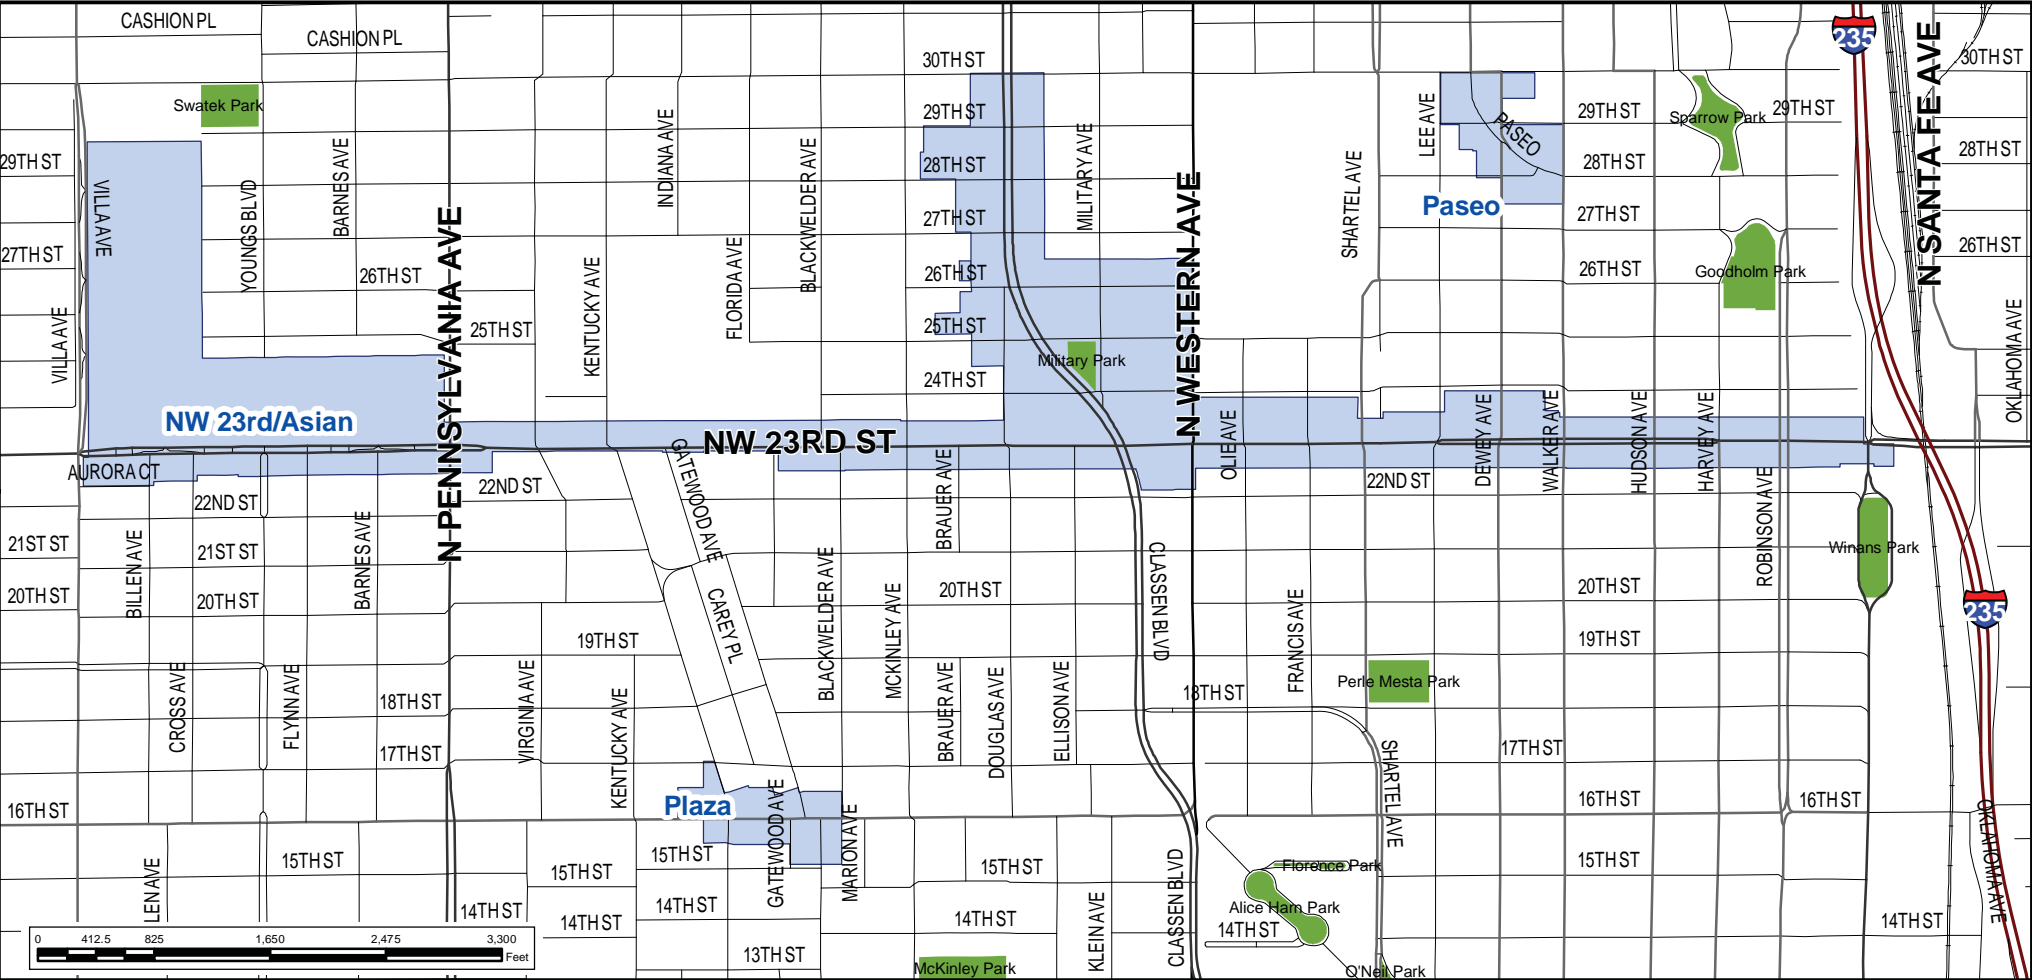 CASHION PL
CASHION PL
30TH ST
235
N SANTA FE AVE
30TH ST
Swatek Park
29TH ST
LEE AVE
PASEO
29TH ST
Sparrow Park
29TH ST
29TH ST
VILLA AVE
YOUNGS BLVD
BARNES AVE
INDIANA AVE
BLACKWELDER AVE
28TH ST
MILITARY AVE
SHARTEL AVE
28TH ST
28TH ST
N PENNSYLVANIA AVE
N WESTERN AVE
Paseo
27TH ST
27TH ST
27TH ST
26TH ST
26TH ST
KENTUCKY AVE
FLORIDA AVE
26TH ST
26TH ST
Goodholm Park
VILLA AVE
25TH ST
25TH ST
OKLAHOMA AVE
24TH ST
Military Park
NW 23rd/Asian
NW 23RD ST
OLIE AVE
DEWEY AVE
WALKER AVE
HUDSON AVE
HARVEY AVE
AURORA CT
22ND ST
22ND ST
GATEWOOD AVE
BRAUER AVE
22ND ST
ROBINSON AVE
21ST ST
BILLEN AVE
21ST ST
BARNES AVE
Winans Park
20TH ST
20TH ST
CAREY PL
BLACKWELDER AVE
MCKINLEY AVE
20TH ST
CLASSEN BLVD
FRANCIS AVE
20TH ST
235
19TH ST
19TH ST
CROSS AVE
FLYNN AVE
18TH ST
VIRGINIA AVE
KENTUCKY AVE
BRAUER AVE
DOUGLAS AVE
ELLISON AVE
18TH ST
Perle Mesta Park
17TH ST
SHARTEL AVE
17TH ST
16TH ST
Plaza
GATEWOOD AVE
MARION AVE
16TH ST
16TH ST
OKLAHOMA AVE
LEN AVE
15TH ST
15TH ST
15TH ST
15TH ST
CLASSEN BLVD
Florence Park
15TH ST
14TH ST
14TH ST
14TH ST
14TH ST
KLEIN AVE
Alice Harn Park
14TH ST
14TH ST
0 412.5 825 1,650 2,475 3,300
Feet
13TH ST
McKinley Park
O'Neil Park